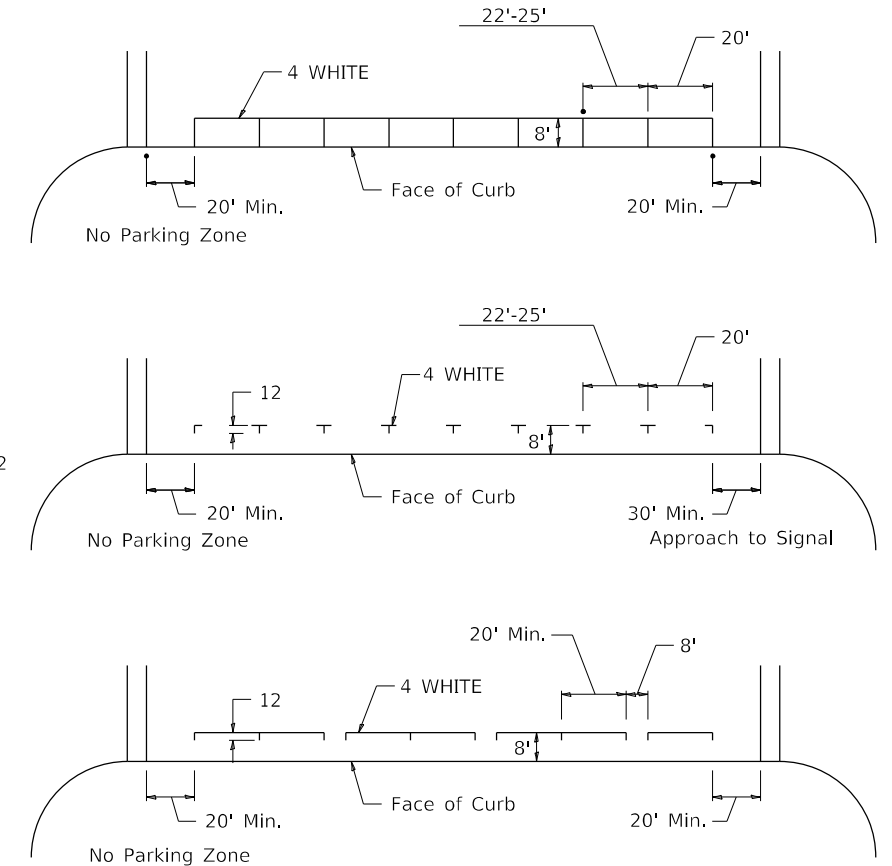 22'-25'
20'
4 WHITE
8'
Face of Curb
20' Min.
20' Min.
No Parking Zone
22'-25'
20'
4 WHITE
12
8'
2
Face of Curb
20' Min.
30' Min.
No Parking Zone
Approach to Signal
20' Min.
8'
4 WHITE
12
8'
Face of Curb
20' Min.
20' Min.
No Parking Zone